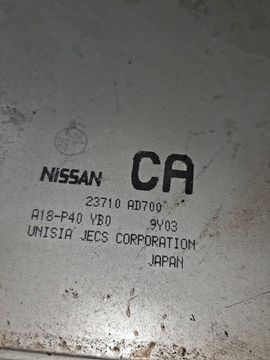 NISSAN CA
23710 AD700
A18-P40 YB0 9Y03
UNISIA JECS CORPORATION
JAPAN